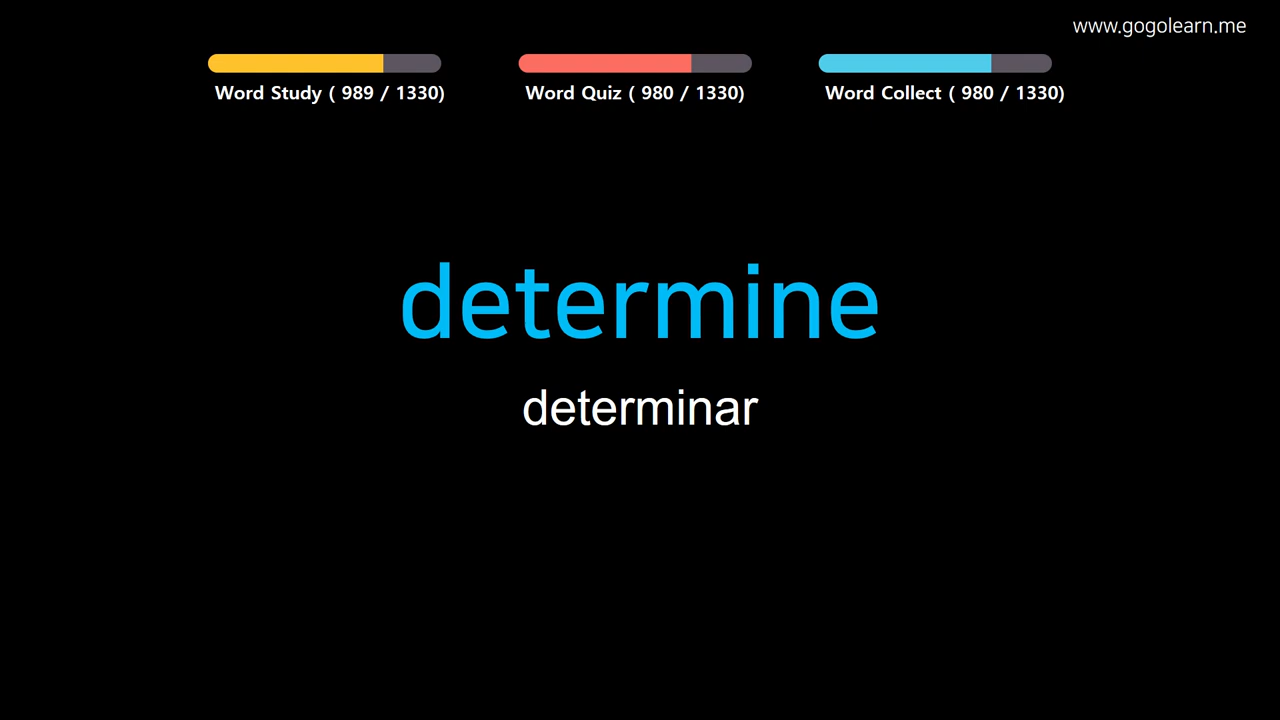 www.gogolearn.me
Word Study ( 989 / 1330)
Word Quiz ( 980 / 1330)
Word Collect ( 980 / 1330)
determine
determinar